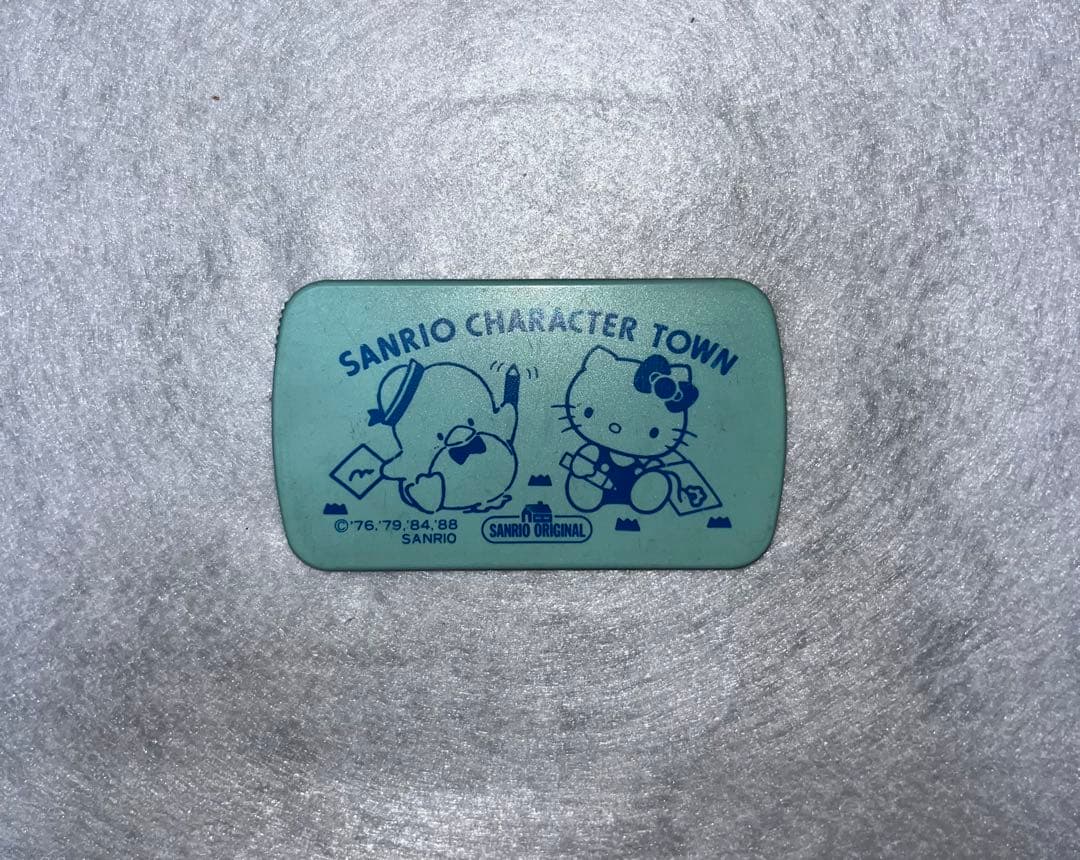 SANRIO CHARACTER TOWN
©'76,'79,'84,'88
SANRIO
SANRIO ORIGINAL